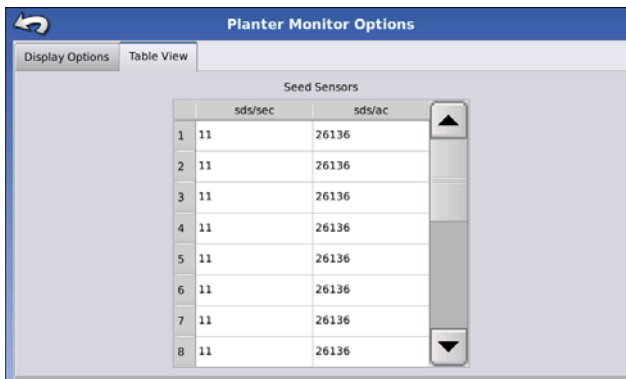 Planter Monitor Options
Display Options Table View
Seed Sensors
sds/sec sds/ac
1 11 26136
2 11 26136
3 11 26136
4 11 26136
5 11 26136
6 11 26136
7 11 26136
8 11 26136